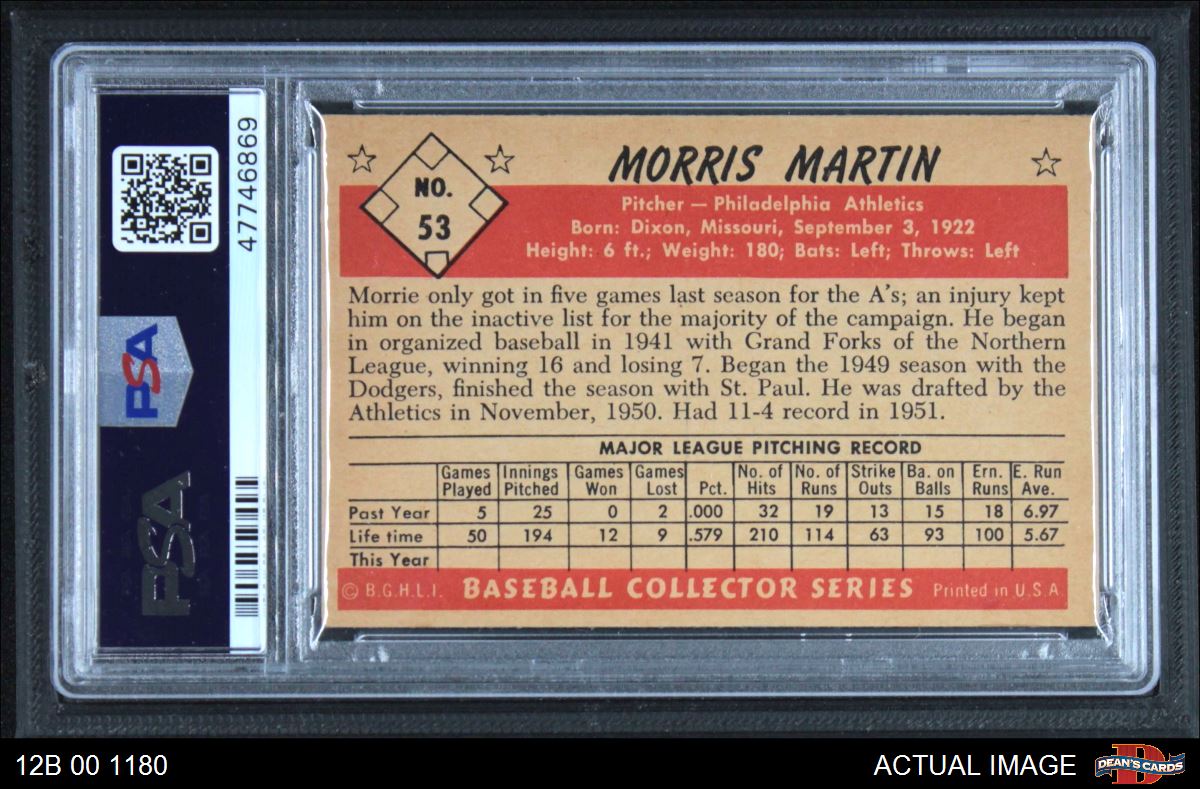 47746869
PSA
PSA
NO.
53
MORRIS MARTIN
Pitcher — Philadelphia Athletics
Born: Dixon, Missouri, September 3, 1922
Height: 6 ft.; Weight: 180; Bats: Left; Throws: Left
Morrie only got in five games last season for the A's; an injury kept
him on the inactive list for the majority of the campaign. He began
in organized baseball in 1941 with Grand Forks of the Northern
League, winning 16 and losing 7. Began the 1949 season with the
Dodgers, finished the season with St. Paul. He was drafted by the
Athletics in November, 1950. Had 11-4 record in 1951.
MAJOR LEAGUE PITCHING RECORD
Games Innings Games Games No. of No. of Strike Ba. on Ern. E. Run
Played Pitched Won Lost Pct. Hits Runs Outs Balls Runs Ave.
Past Year 5 25 0 2 .000 32 19 13 15 18 6.97
Life time 50 194 12 9 .579 210 114 63 93 100 5.67
This Year
© B.G.H.L.I. BASEBALL COLLECTOR SERIES Printed in U.S.A
12B 00 1180
ACTUAL IMAGE
DEAN'S CARDS